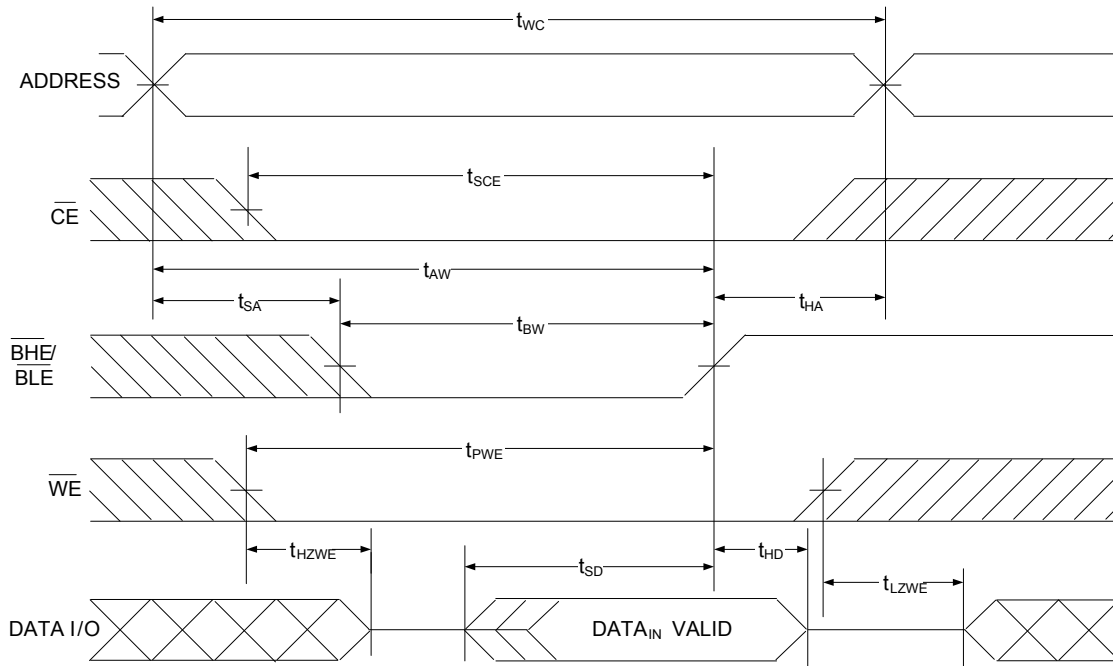 tWC
ADDRESS
tSCE
CE
tAW
tSA
tHA
tBW
BHE/
BLE
tPWE
WE
tHZWE
tHD
tSD
tLZWE
DATA I/O
DATAIN VALID